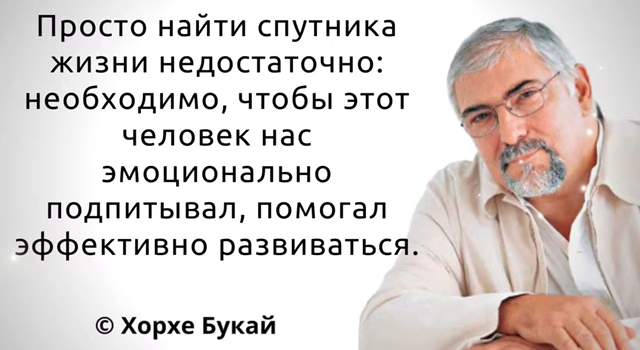 Просто найти спутника
жизни недостаточно:
необходимо, чтобы этот
человек нас
эмоционально
подпитывал, помогал
эффективно развиваться.
© Хорхе Букай